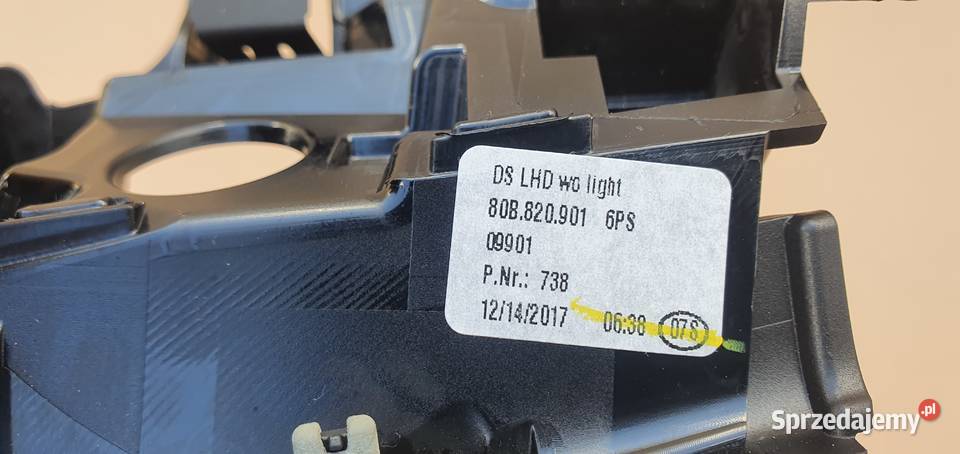 DS LHD wo light
80B.820.901 6PS
09901
P.Nr.: 738
12/14/2017 06:38 07S
Sprzedajemy.pl